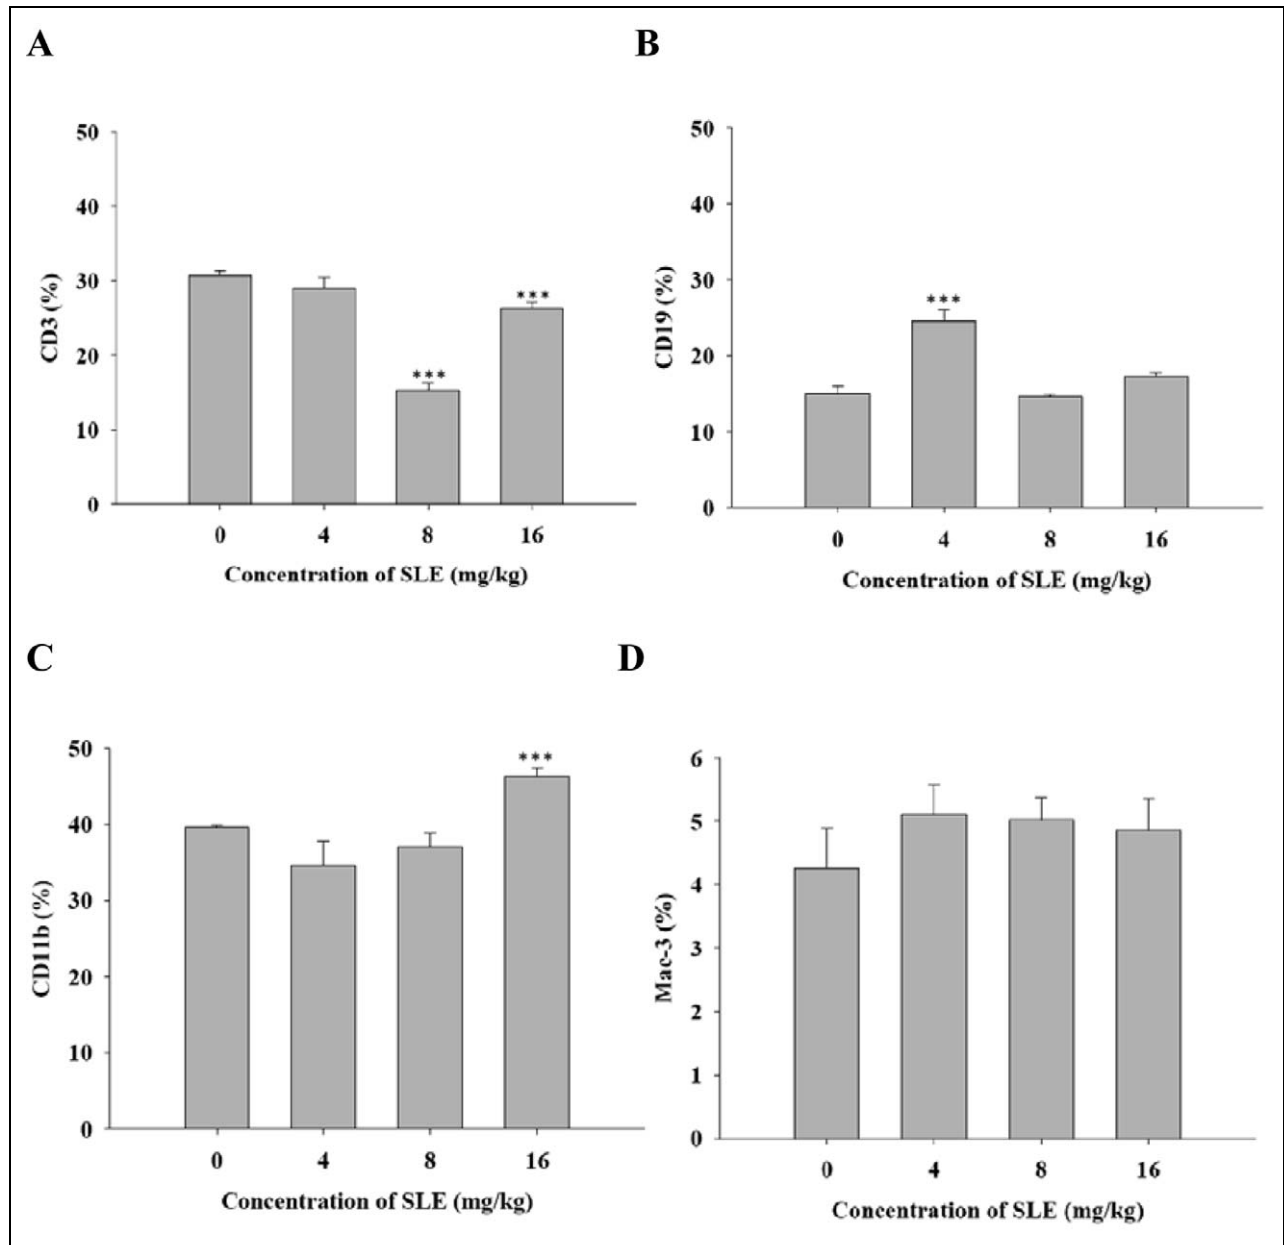 A
50
40
30
20
10
0
CD3 (%)
***
***
0 4 8 16
Concentration of SLE (mg/kg)
B
50
40
30
20
10
0
CD19 (%)
***
0 4 8 16
Concentration of SLE (mg/kg)
C
50
40
30
20
10
0
CD11b (%)
***
0 4 8 16
Concentration of SLE (mg/kg)
D
6
5
4
3
2
1
0
Mac-3 (%)
0 4 8 16
Concentration of SLE (mg/kg)